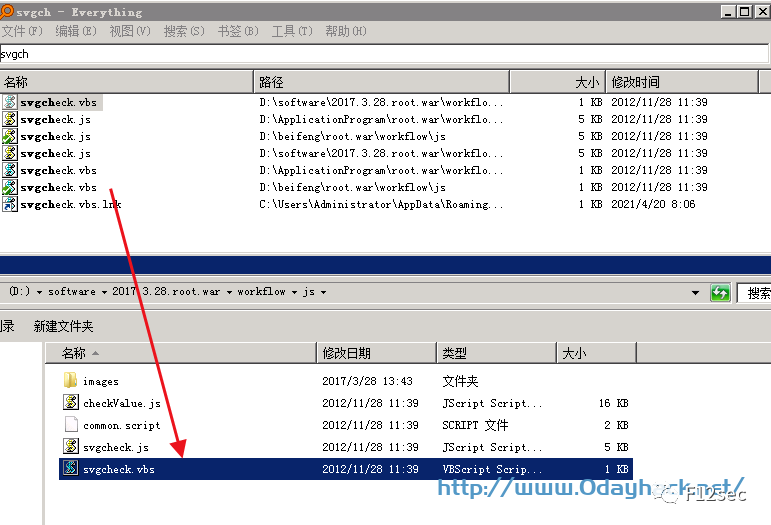 svgch - Everything
文件(F) 编辑(E) 视图(V) 搜索(S) 书签(B) 工具(T) 帮助(H)
svgch
名称 路径 大小 修改时间
svgcheck.vbs D:\software\2017.3.28.root.war\workflo... 1 KB 2012/11/28 11:39
svgcheck.js D:\ApplicationProgram\root.war\workflo... 5 KB 2012/11/28 11:39
svgcheck.js D:\beifeng\root.war\workflow\js 5 KB 2012/11/28 11:39
svgcheck.js D:\software\2017.3.28.root.war\workflo... 5 KB 2012/11/28 11:39
svgcheck.vbs D:\ApplicationProgram\root.war\workflo... 1 KB 2012/11/28 11:39
svgcheck.vbs D:\beifeng\root.war\workflow\js 1 KB 2012/11/28 11:39
svgcheck.vbs.lnk C:\Users\Administrator\AppData\Roaming... 1 KB 2021/4/20 8:06
(D:) software 2017.3.28.root.war workflow js 搜索
录 新建文件夹
名称 修改日期 类型 大小
images 2017/3/28 13:43 文件夹
checkValue.js 2012/11/28 11:39 JScript Script... 16 KB
common.script 2012/11/28 11:39 SCRIPT 文件 2 KB
svgcheck.js 2012/11/28 11:39 JScript Script... 5 KB
svgcheck.vbs 2012/11/28 11:39 VBScript Scrip... 1 KB
http://www.0dayhack.net/
F12sec